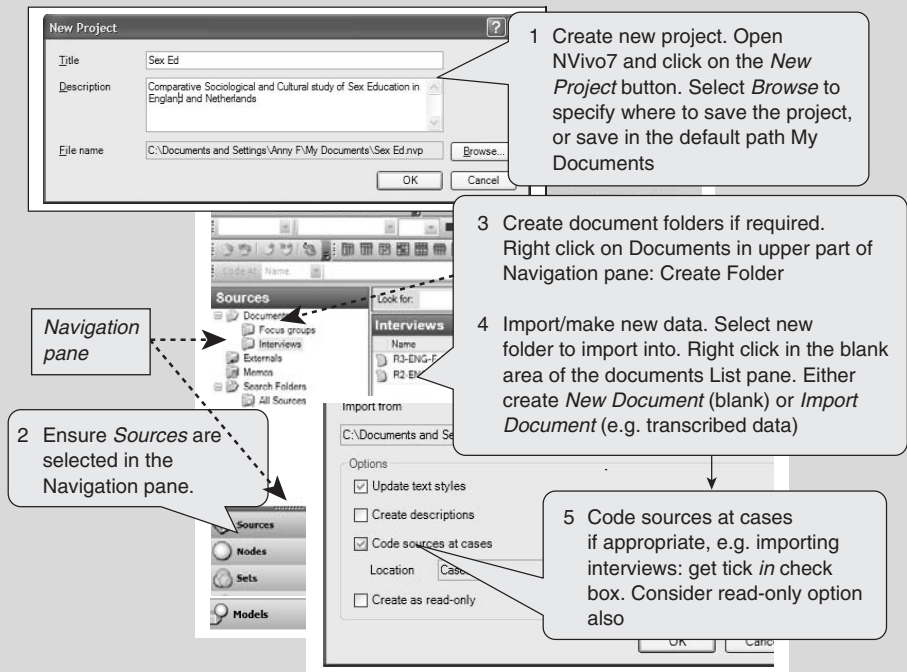 New Project
?
Title
Sex Ed
Description
Comparative Sociological and Cultural study of Sex Education in
England and Netherlands
File name
C:\Documents and Settings\Anny F\My Documents\Sex Ed.nvp
Browse...
OK
Cancel
1 Create new project. Open
NVivo7 and click on the New
Project button. Select Browse to
specify where to save the project,
or save in the default path My
Documents
Code At
Name
Sources
Look for:
Documents
Focus groups
Interviews
Externals
Memos
Search Folders
All Sources
Interviews
Name
R3-ENG-F
R2-EN
3 Create document folders if required.
Right click on Documents in upper part of
Navigation pane: Create Folder
4 Import/make new data. Select new
folder to import into. Right click in the blank
area of the documents List pane. Either
create New Document (blank) or Import
Document (e.g. transcribed data)
Navigation
pane
2 Ensure Sources are
selected in the
Navigation pane.
Sources
Nodes
Sets
Models
Import from
C:\Documents and Se
Options
Update text styles
Create descriptions
Code sources at cases
Location
Case
Create as read-only
OK
Canc
5 Code sources at cases
if appropriate, e.g. importing
interviews: get tick in check
box. Consider read-only option
also